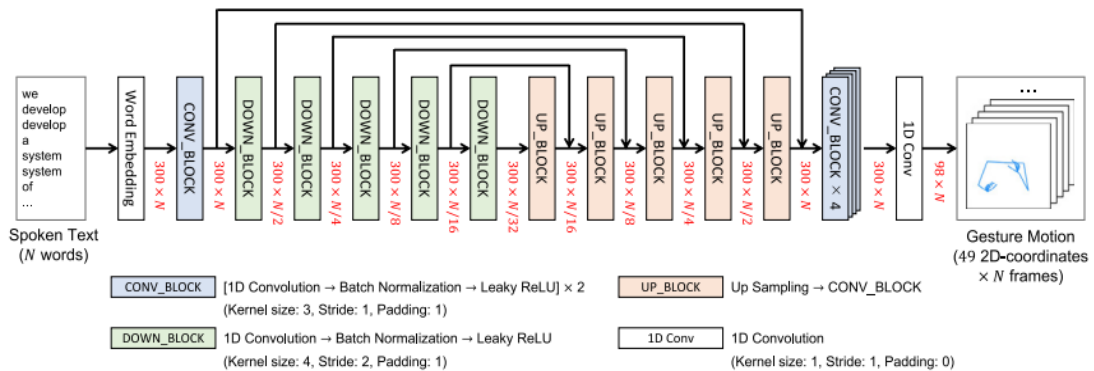 we
develop
develop
a
system
system
of
...
Spoken Text
(N words)
Word Embedding
300 × N
CONV_BLOCK
300 × N
DOWN_BLOCK
300 × N/2
DOWN_BLOCK
300 × N/4
DOWN_BLOCK
300 × N/8
DOWN_BLOCK
300 × N/16
DOWN_BLOCK
300 × N/32
UP_BLOCK
300 × N/16
UP_BLOCK
300 × N/8
UP_BLOCK
300 × N/4
UP_BLOCK
300 × N/2
UP_BLOCK
300 × N
CONV_BLOCK × 4
300 × N
1D Conv
98 × N
...
Gesture Motion
(49 2D-coordinates
× N frames)
CONV_BLOCK [1D Convolution → Batch Normalization → Leaky ReLU] × 2
(Kernel size: 3, Stride: 1, Padding: 1)
UP_BLOCK Up Sampling → CONV_BLOCK
DOWN_BLOCK 1D Convolution → Batch Normalization → Leaky ReLU
(Kernel size: 4, Stride: 2, Padding: 1)
1D Conv 1D Convolution
(Kernel size: 1, Stride: 1, Padding: 0)